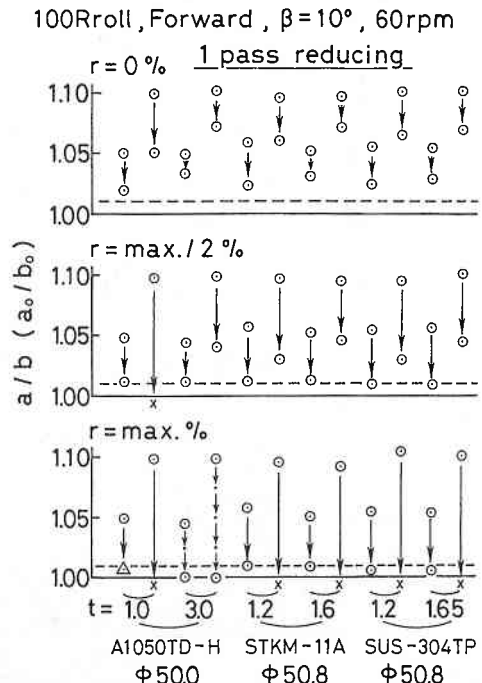 100Rroll, Forward, β=10°, 60rpm
1 pass reducing
r=0%
1.10
1.05
1.00
r=max./2%
1.10
1.05
1.00
a/b (a₀/b₀)
r=max.%
1.10
1.05
1.00
t= 1.0 3.0 1.2 1.6 1.2 1.65
A1050TD-H STKM-11A SUS-304TP
Φ50.0 Φ50.8 Φ50.8